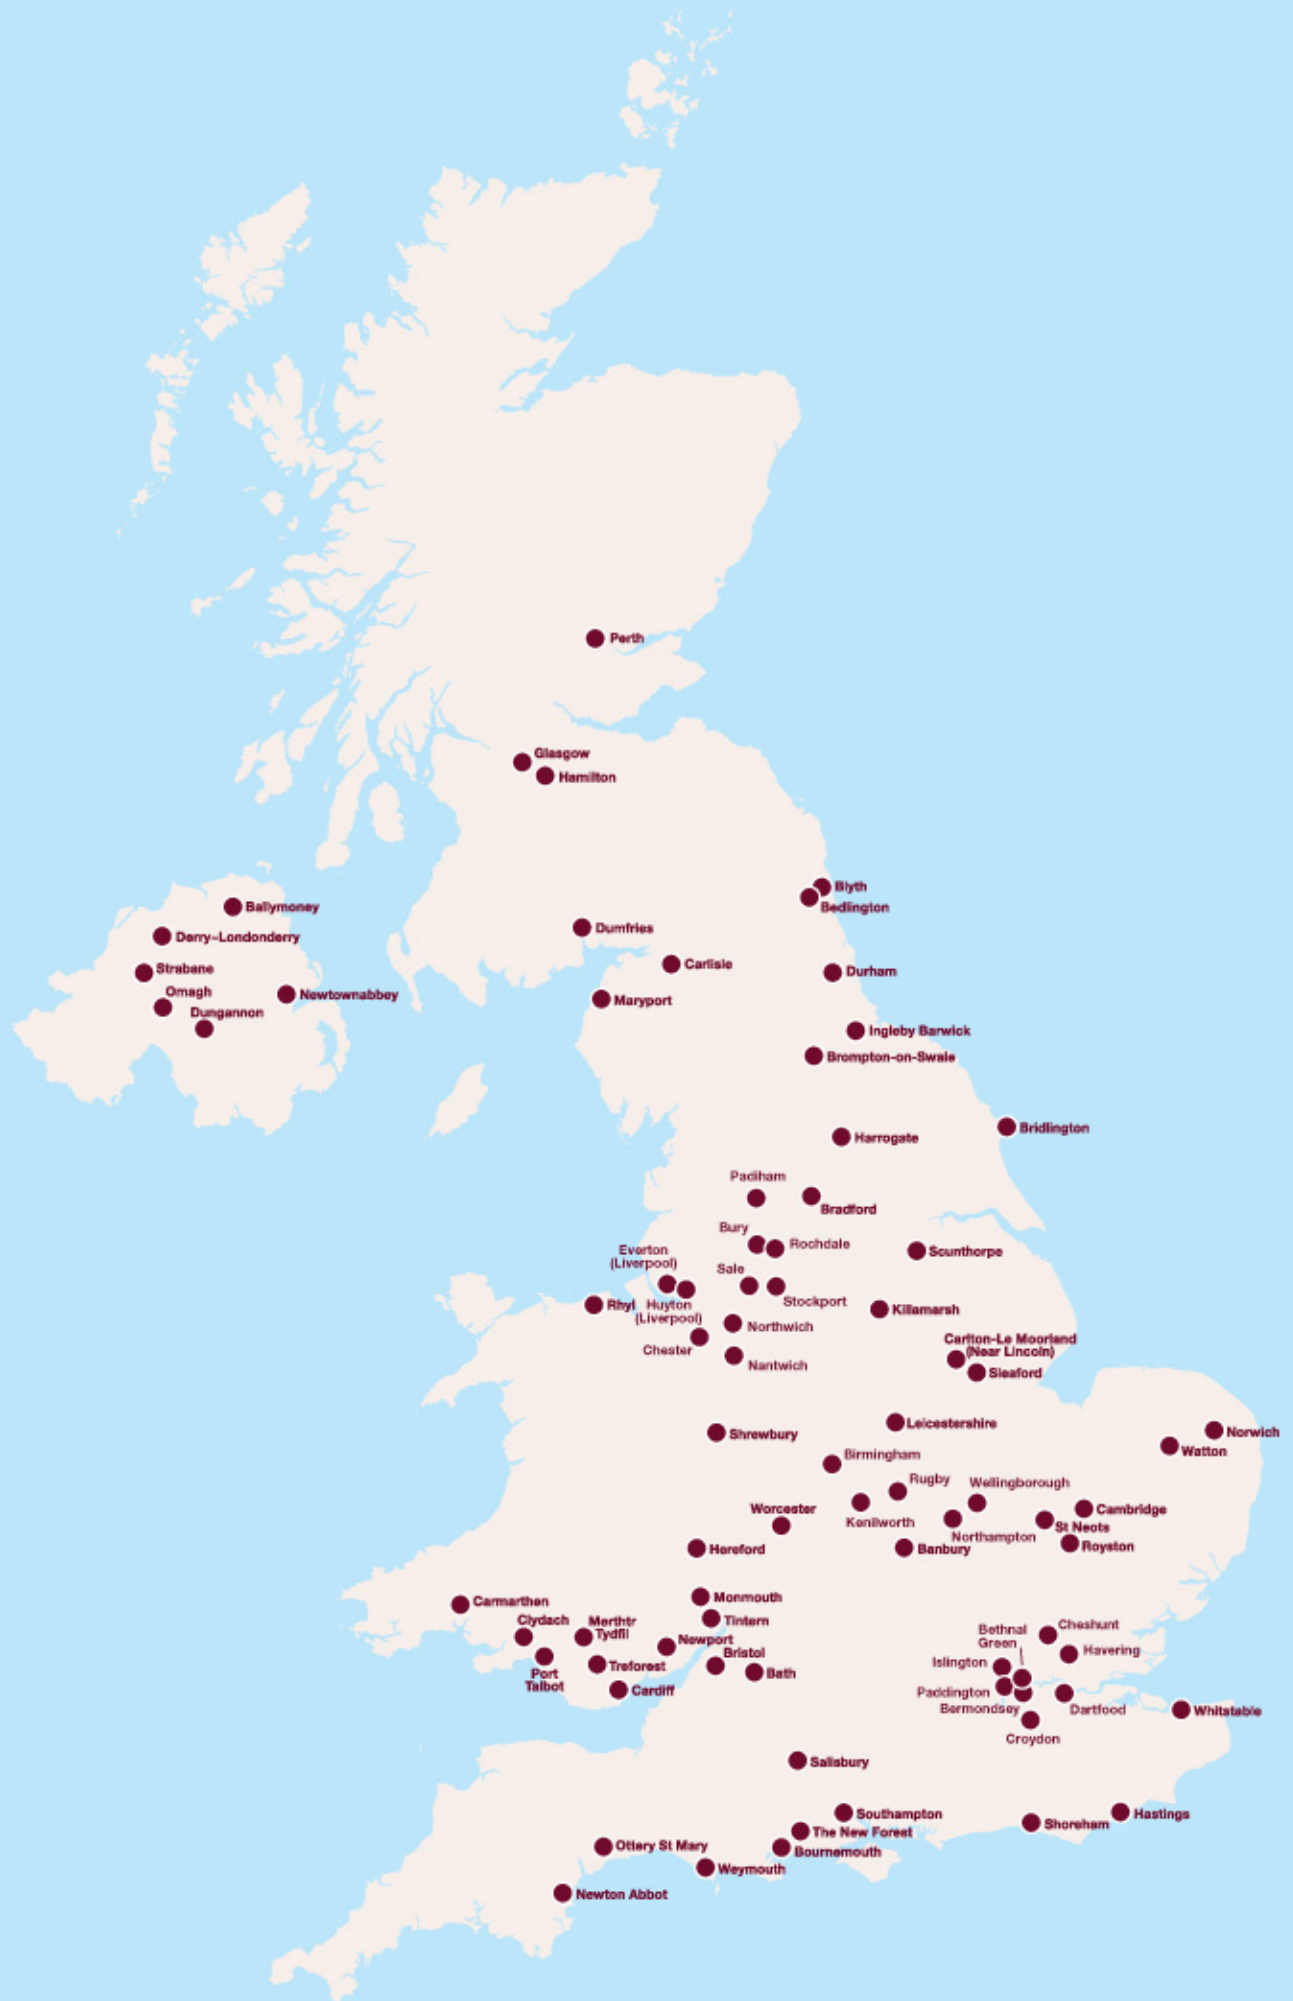 Perth
Glasgow
Hamilton
Blyth
Bedlington
Ballymoney
Dumfries
Derry-Londonderry
Carlisle
Strabane
Durham
Omagh
Newtownabbey
Maryport
Dungannon
Ingleby Barwick
Brompton-on-Swale
Bridlington
Harrogate
Padiham
Bradford
Bury
Rochdale
Everton
(Liverpool)
Scunthorpe
Sale
Stockport
Rhyl
Huyton
(Liverpool)
Killamarsh
Northwich
Chester
Carlton-Le Moorland
(Near Lincoln)
Nantwich
Sleaford
Leicestershire
Shrewbury
Norwich
Watton
Birmingham
Rugby
Wellingborough
Worcester
Kenilworth
Cambridge
St Neots
Northampton
Royston
Hereford
Banbury
Monmouth
Carmarthen
Clydach
Merthtr
Tydfil
Tintern
Cheshunt
Bethnal
Green
Newport
Bristol
Havering
Islington
Treforest
Bath
Port
Talbot
Cardiff
Paddington
Bermondsey
Dartfood
Whitstable
Croydon
Salisbury
Southampton
Hastings
Shoreham
The New Forest
Ottery St Mary
Bournemouth
Weymouth
Newton Abbot